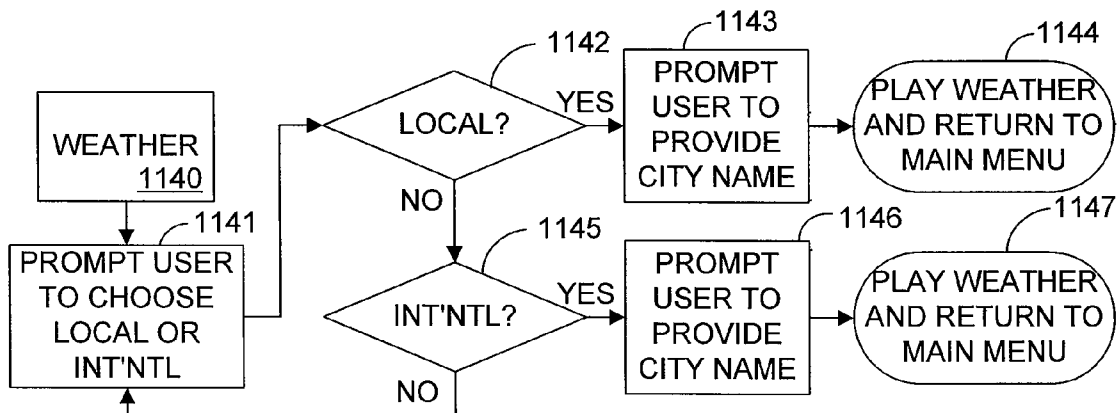 WEATHER
1140
1141
PROMPT USER
TO CHOOSE
LOCAL OR
INT'NTL
1142
LOCAL?
YES
NO
1143
PROMPT
USER TO
PROVIDE
CITY NAME
1144
PLAY WEATHER
AND RETURN TO
MAIN MENU
1145
INT'NTL?
YES
NO
1146
PROMPT
USER TO
PROVIDE
CITY NAME
1147
PLAY WEATHER
AND RETURN TO
MAIN MENU